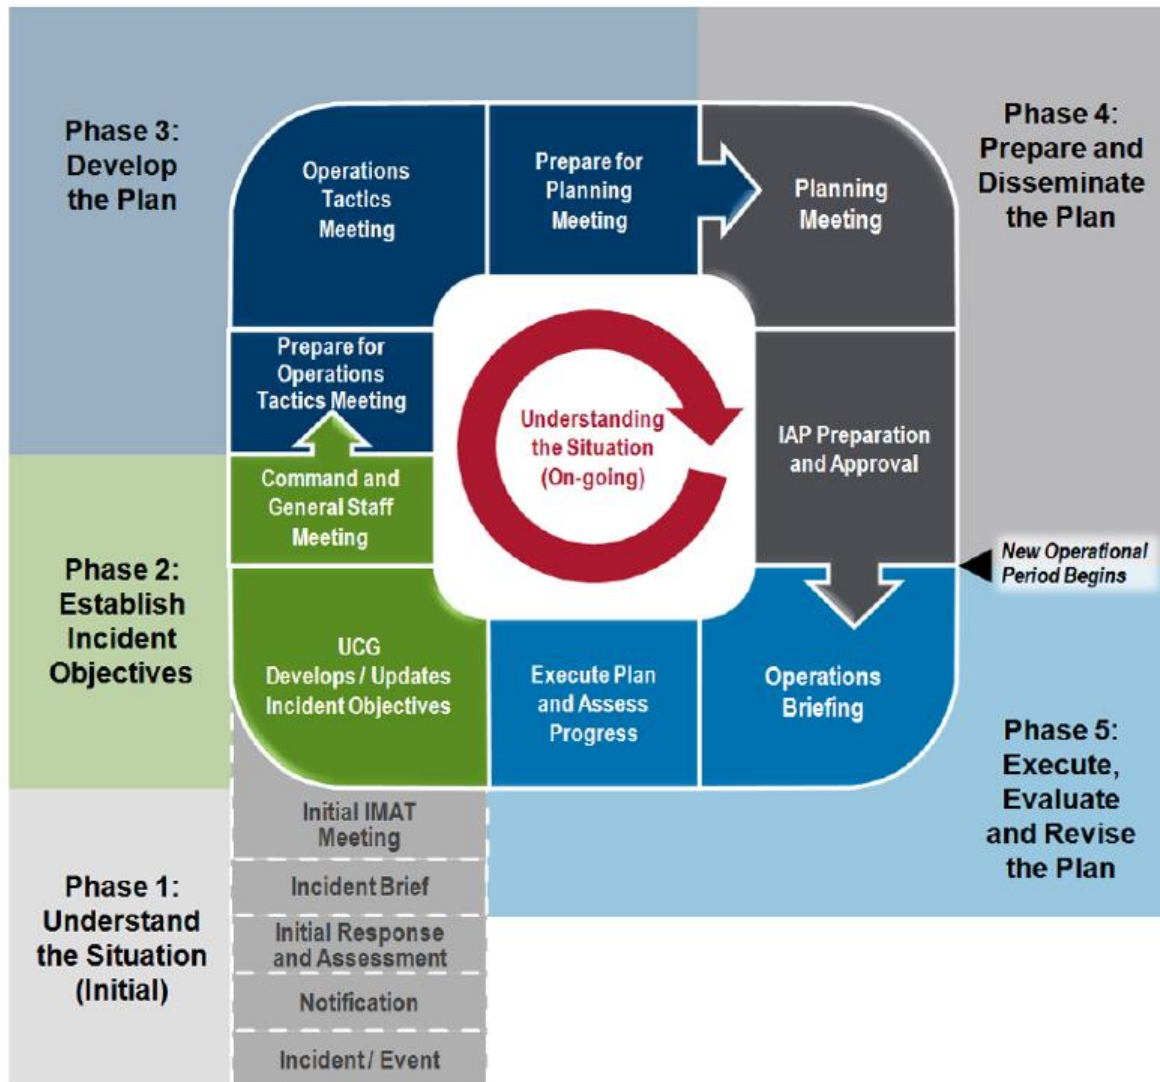 Phase 3:
Develop
the Plan
Operations
Tactics
Meeting
Prepare for
Planning
Meeting
Planning
Meeting
Phase 4:
Prepare and
Disseminate
the Plan
Prepare for
Operations
Tactics Meeting
Understanding
the Situation
(On-going)
IAP Preparation
and Approval
Command and
General Staff
Meeting
New Operational
Period Begins
Phase 2:
Establish
Incident
Objectives
UCG
Develops / Updates
Incident Objectives
Execute Plan
and Assess
Progress
Operations
Briefing
Phase 5:
Execute,
Evaluate
and Revise
the Plan
Phase 1:
Understand
the Situation
(Initial)
Initial IMAT
Meeting
Incident Brief
Initial Response
and Assessment
Notification
Incident / Event